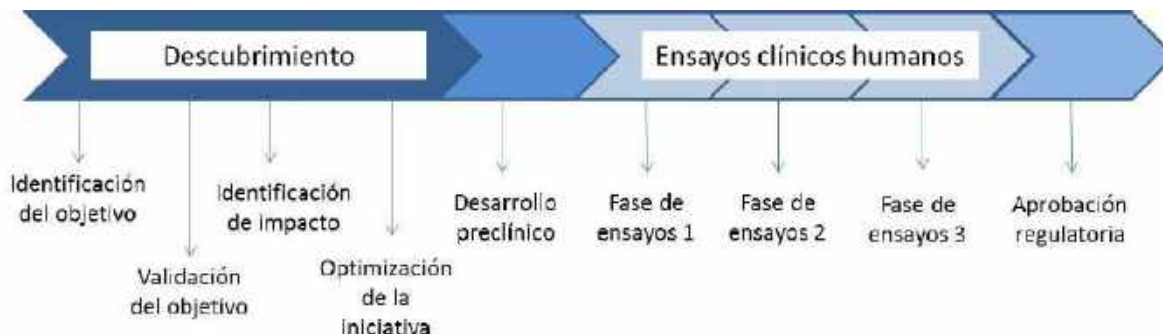 Descubrimiento
Ensayos clínicos humanos
Identificación
del objetivo
Validación
del objetivo
Identificación
de impacto
Optimización
de la
iniciativa
Desarrollo
preclínico
Fase de
ensayos 1
Fase de
ensayos 2
Fase de
ensayos 3
Aprobación
regulatoria